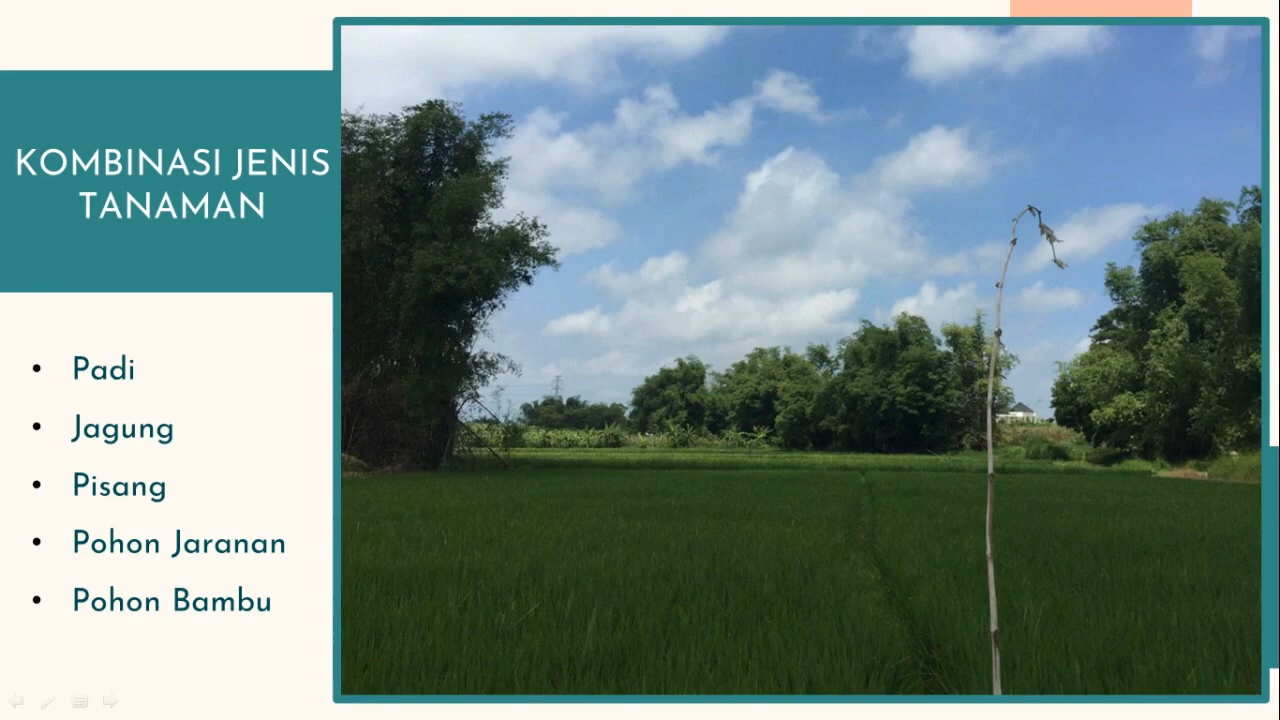 KOMBINASI JENIS
TANAMAN
• Padi
• Jagung
• Pisang
• Pohon Jaranan
• Pohon Bambu